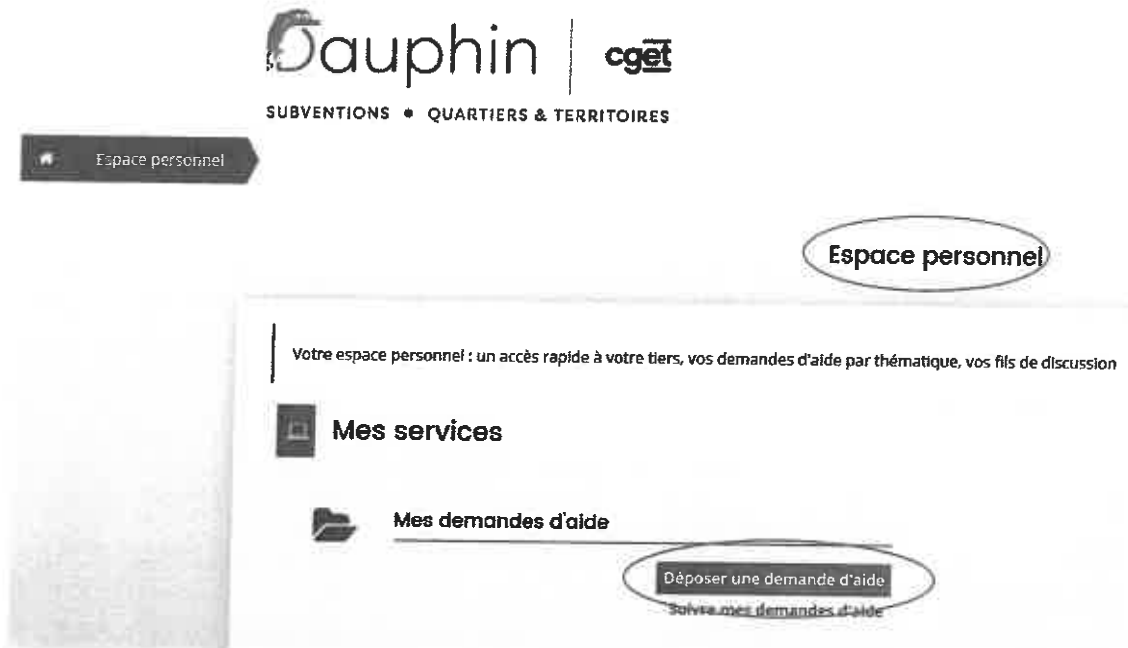 Dauphin cget
SUBVENTIONS • QUARTIERS & TERRITOIRES
Espace personnel
Espace personnel
Votre espace personnel : un accès rapide à votre tiers, vos demandes d'aide par thématique, vos fils de discussion
Mes services
Mes demandes d'aide
Déposer une demande d'aide
Suivre mes demandes d'aide